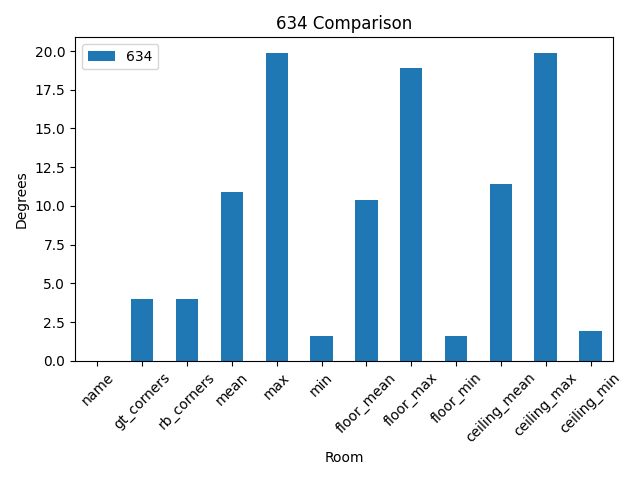 634 Comparison
634
Degrees
20.0
17.5
15.0
12.5
10.0
7.5
5.0
2.5
0.0
name
gt_corners
rb_corners
mean
max
min
floor_mean
floor_max
floor_min
ceiling_mean
ceiling_max
ceiling_min
Room